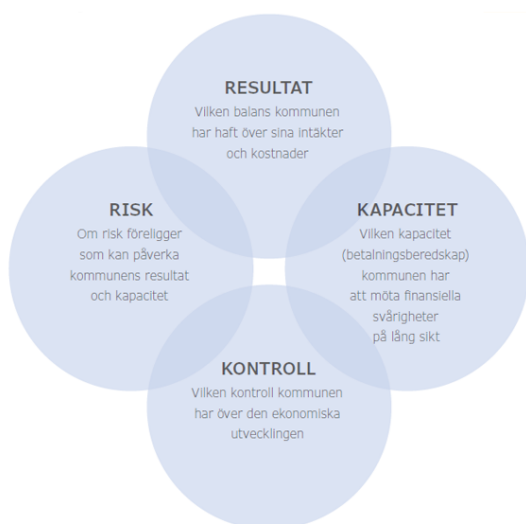 RESULTAT
Vilken balans kommunen
har haft över sina intäkter
och kostnader
RISK
Om risk föreligger
som kan påverka
kommunens resultat
och kapacitet
KAPACITET
Vilken kapacitet
(betalningsberedskap)
kommunen har
att möta finansiella
svårigheter
på lång sikt
KONTROLL
Vilken kontroll kommunen
har över den ekonomiska
utvecklingen